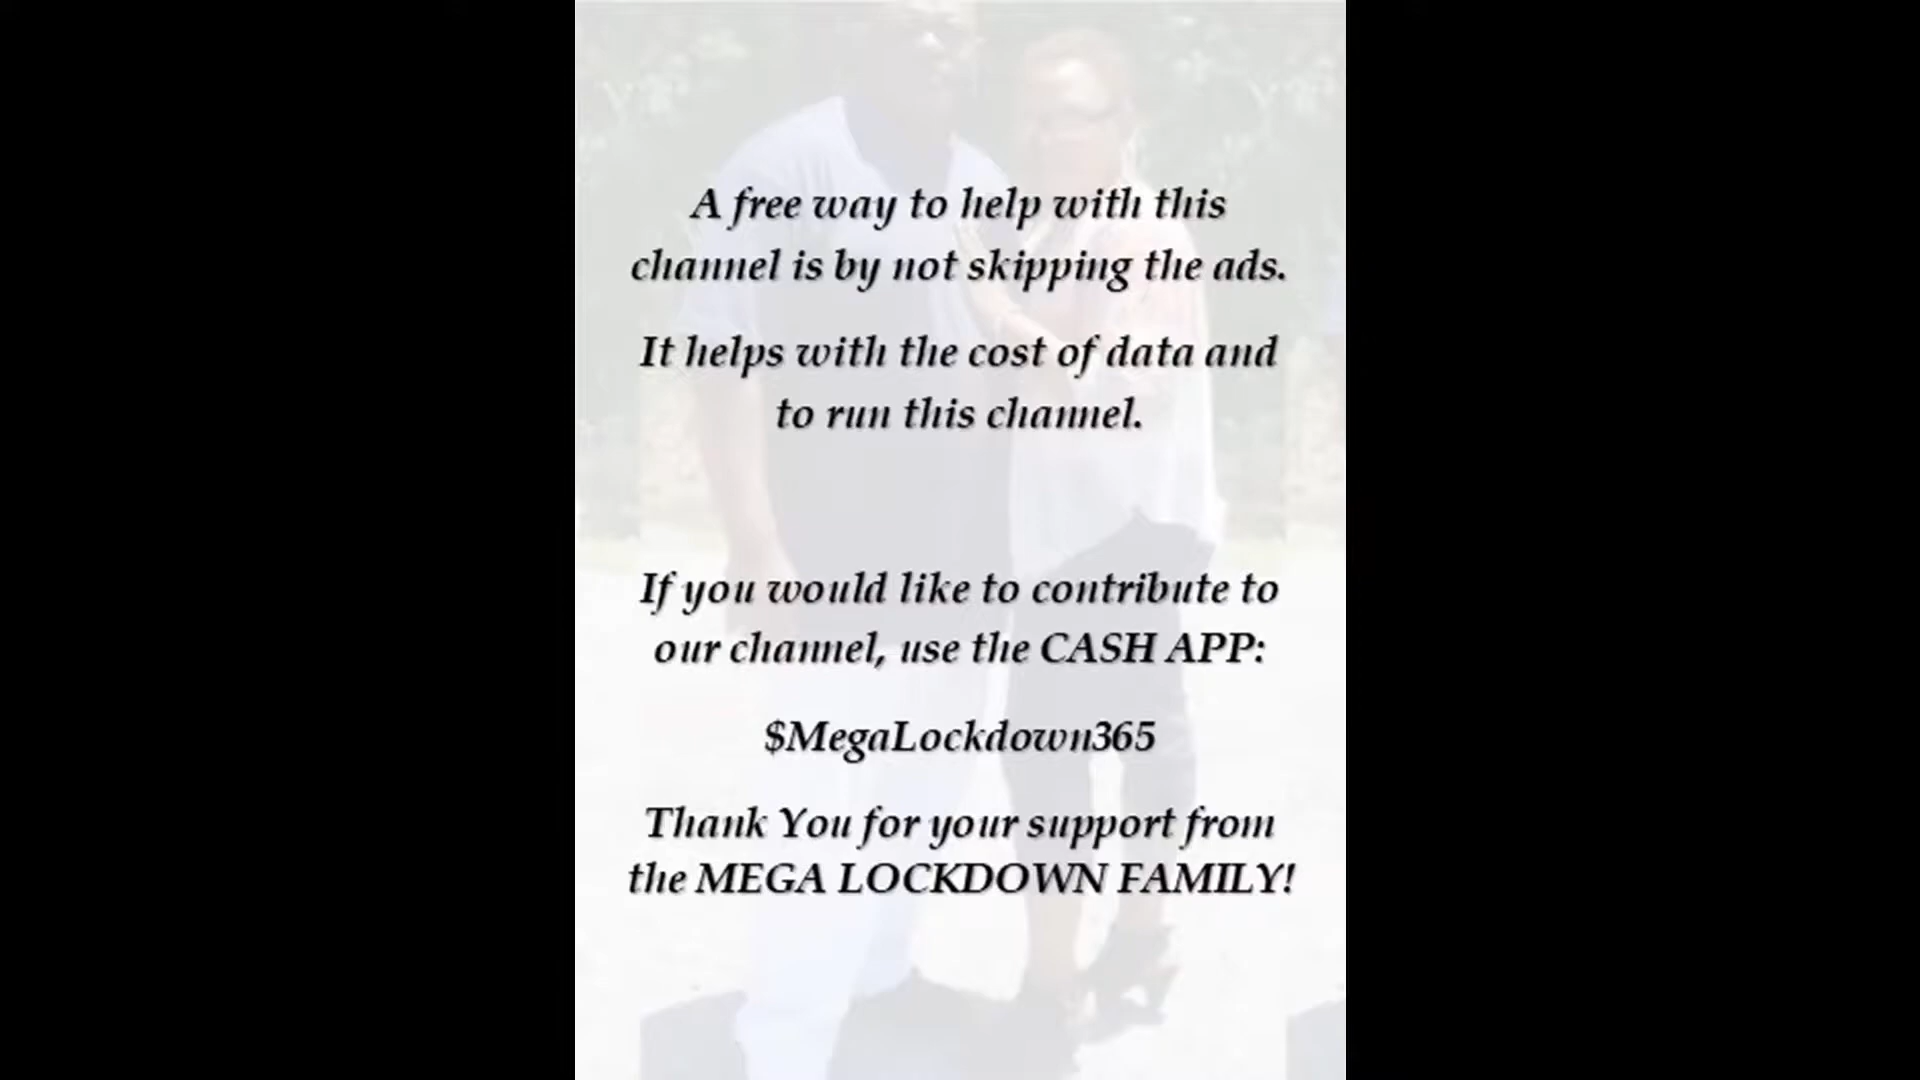 A free way to help with this
channel is by not skipping the ads.
It helps with the cost of data and
to run this channel.
If you would like to contribute to
our channel, use the CASH APP:
$MegaLockdown365
Thank You for your support from
the MEGA LOCKDOWN FAMILY!